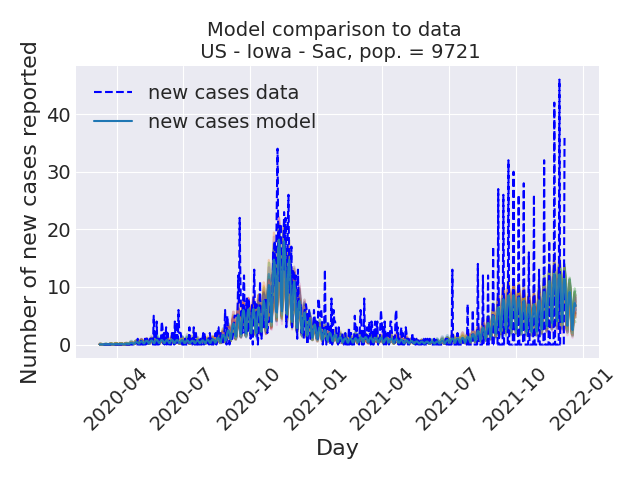 Model comparison to data
US - Iowa - Sac, pop. = 9721
new cases data
new cases model
Number of new cases reported
40
30
20
10
0
2020-04
2020-07
2020-10
2021-01
2021-04
2021-07
2021-10
2022-01
Day